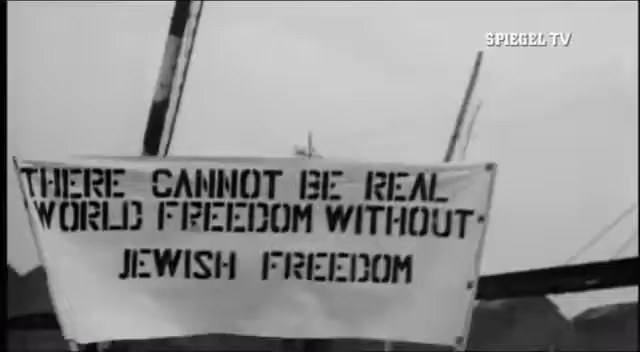 SPIEGEL TV
THERE CANNOT BE REAL
WORLD FREEDOM WITHOUT
JEWISH FREEDOM